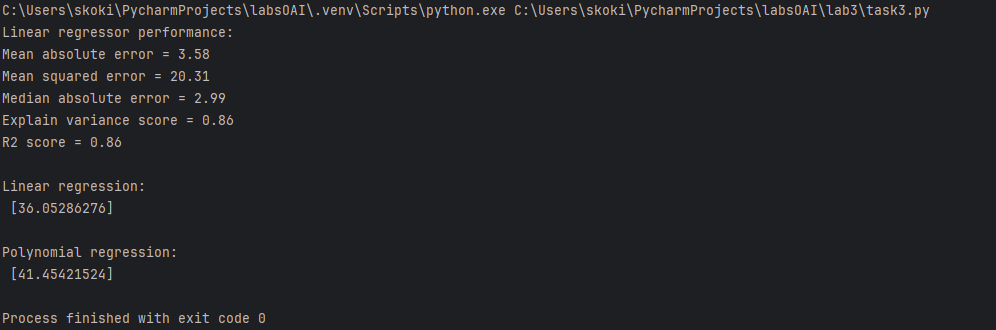 C:\Users\skoki\PycharmProjects\labsOAI\.venv\Scripts\python.exe C:\Users\skoki\PycharmProjects\labsOAI\lab3\task3.py
Linear regressor performance:
Mean absolute error = 3.58
Mean squared error = 20.31
Median absolute error = 2.99
Explain variance score = 0.86
R2 score = 0.86
Linear regression:
[36.05286276]
Polynomial regression:
[41.45421524]
Process finished with exit code 0